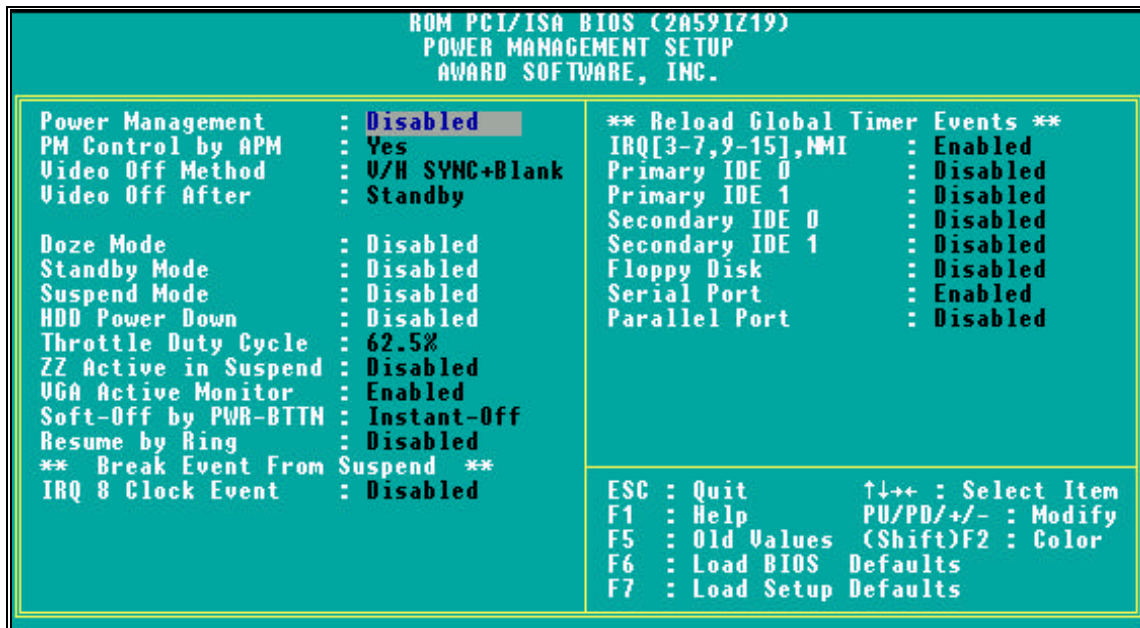 ROM PCI/ISA BIOS (2A59IZ19)
POWER MANAGEMENT SETUP
AWARD SOFTWARE, INC.
Power Management : Disabled
PM Control by APM : Yes
Video Off Method : V/H SYNC+Blank
Video Off After : Standby
Doze Mode : Disabled
Standby Mode : Disabled
Suspend Mode : Disabled
HDD Power Down : Disabled
Throttle Duty Cycle : 62.5%
ZZ Active in Suspend : Disabled
VGA Active Monitor : Enabled
Soft-Off by PWR-BTTN : Instant-Off
Resume by Ring : Disabled
** Break Event From Suspend **
IRQ 8 Clock Event : Disabled
** Reload Global Timer Events **
IRQ[3-7,9-15],NMI : Enabled
Primary IDE 0 : Disabled
Primary IDE 1 : Disabled
Secondary IDE 0 : Disabled
Secondary IDE 1 : Disabled
Floppy Disk : Disabled
Serial Port : Enabled
Parallel Port : Disabled
ESC : Quit ↑↓→← : Select Item
F1 : Help PU/PD/+/- : Modify
F5 : Old Values (Shift)F2 : Color
F6 : Load BIOS Defaults
F7 : Load Setup Defaults